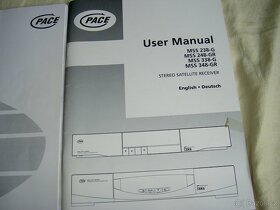 PACE
PACE
User Manual
MSS 238-G
MSS 248-GR
MSS 338-G
MSS 348-GR
STEREO SATELLITE RECEIVER
English • Deutsch